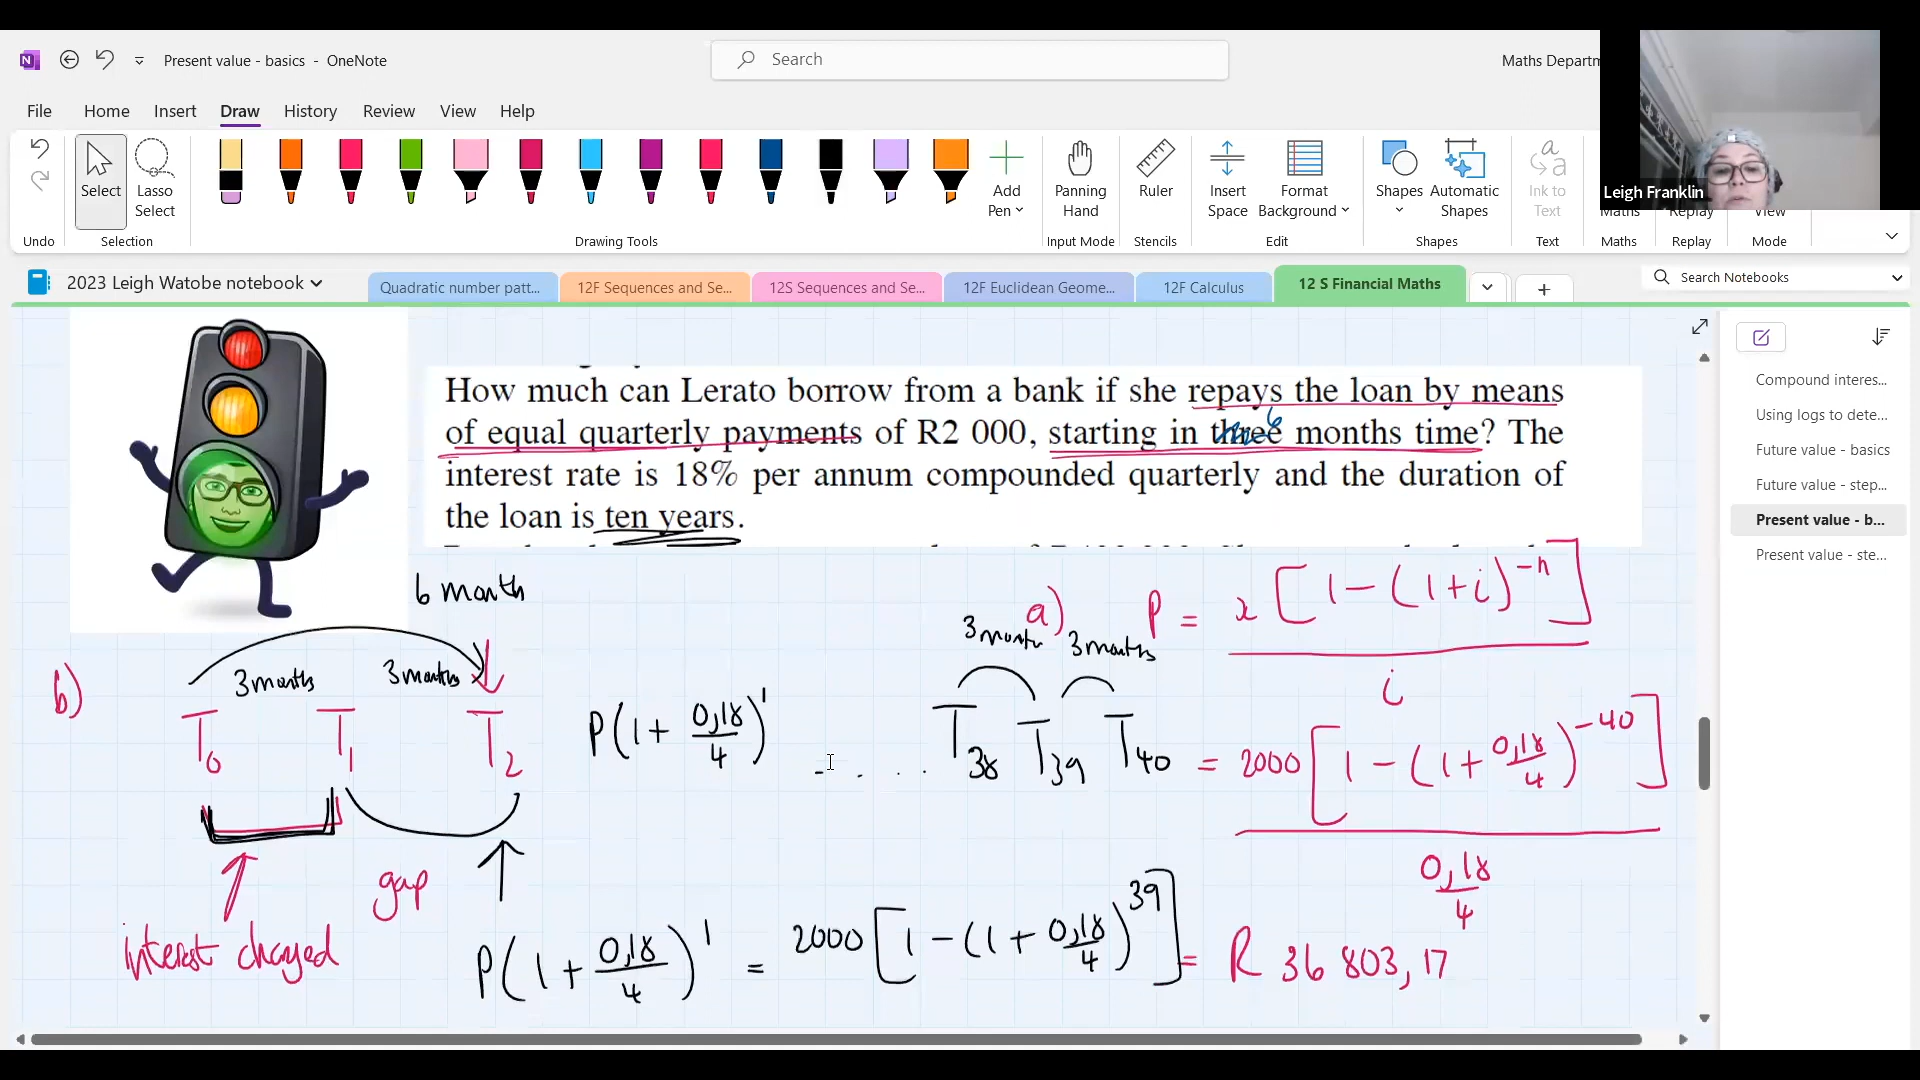 Present value - basics - OneNote
Search
Maths Departm
File Home Insert Draw History Review View Help
Select
Lasso Select
Add Pen
Panning Hand
Ruler
Insert Space
Format Background
Shapes
Automatic Shapes
Ink to Text
Maths
Replay
View
Leigh Franklin
Undo Selection Drawing Tools Input Mode Stencils Edit Shapes Text Maths Replay Mode
2023 Leigh Watobe notebook
Quadratic number patt...
12F Sequences and Se...
12S Sequences and Se...
12F Euclidean Geome...
12F Calculus
12 S Financial Maths
Search Notebooks
Compound interes...
Using logs to dete...
Future value - basics
Future value - step...
Present value - b...
Present value - ste...
How much can Lerato borrow from a bank if she repays the loan by means
of equal quarterly payments of R2 000, starting in three 6 months time? The
interest rate is 18% per annum compounded quarterly and the duration of
the loan is ten years.
6 month
a) P = x[1-(1+i)^-n] / i
3 month 3 months
b) 3 months 3 months
T0 T1 T2 P(1+ 0,18/4)^1 ..... T38 T39 T40
= 2000[1-(1+ 0,18/4)^-40] / 0,18/4
gap
interest charged
P(1+ 0,18/4)^1 = 2000[1-(1+ 0,18/4)^39]
= R 36 803,17